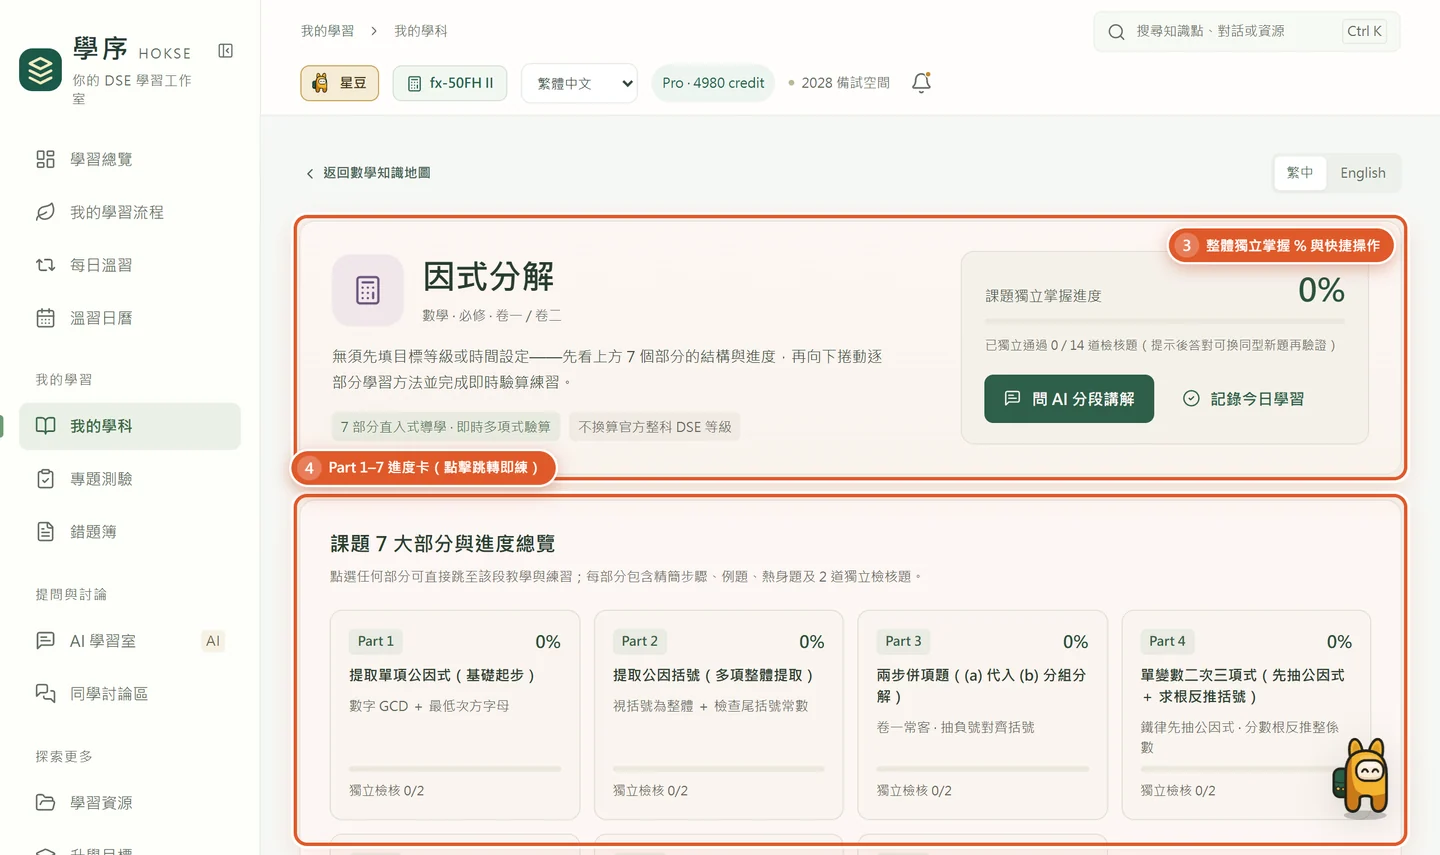 學序 HOKSE
你的 DSE 學習工作
室
學習總覽
我的學習流程
每日溫習
溫習日曆
我的學習
我的學科
專題測驗
錯題簿
提問與討論
AI 學習室 AI
同學討論區
探索更多
學習資源
升學目標
我的學習 > 我的學科
搜尋知識點、對話或資源 Ctrl K
星豆 fx-50FH II 繁體中文 Pro · 4980 credit 2028 備試空間
返回數學知識地圖
繁中 English
3 整體獨立掌握 % 與快捷操作
因式分解
數學 · 必修 · 卷一 / 卷二
無須先填目標等級或時間設定——先看上方 7 個部分的結構與進度，再向下捲動逐
部分學習方法並完成即時驗算練習。
7 部分直入式導學 · 即時多項式驗算 不換算官方整科 DSE 等級
課題獨立掌握進度 0%
已獨立通過 0 / 14 道檢核題（提示後答對可換同型新題再驗證）
問 AI 分段講解 記錄今日學習
4 Part 1–7 進度卡（點擊跳轉即練）
課題 7 大部分與進度總覽
點選任何部分可直接跳至該段教學與練習；每部分包含精簡步驟、例題、熱身題及 2 道獨立檢核題。
Part 1 0%
提取單項公因式（基礎起步）
數字 GCD + 最低次方字母
獨立檢核 0/2
Part 2 0%
提取公因括號（多項整體提取）
視括號為整體 + 檢查尾括號常數
獨立檢核 0/2
Part 3 0%
兩步併項題（(a) 代入 (b) 分組分
解）
卷一常客 · 抽負號對齊括號
獨立檢核 0/2
Part 4 0%
單變數二次三項式（先抽公因式
+ 求根反推括號）
鐵律先抽公因式 · 分數根反推整係
數
獨立檢核 0/2